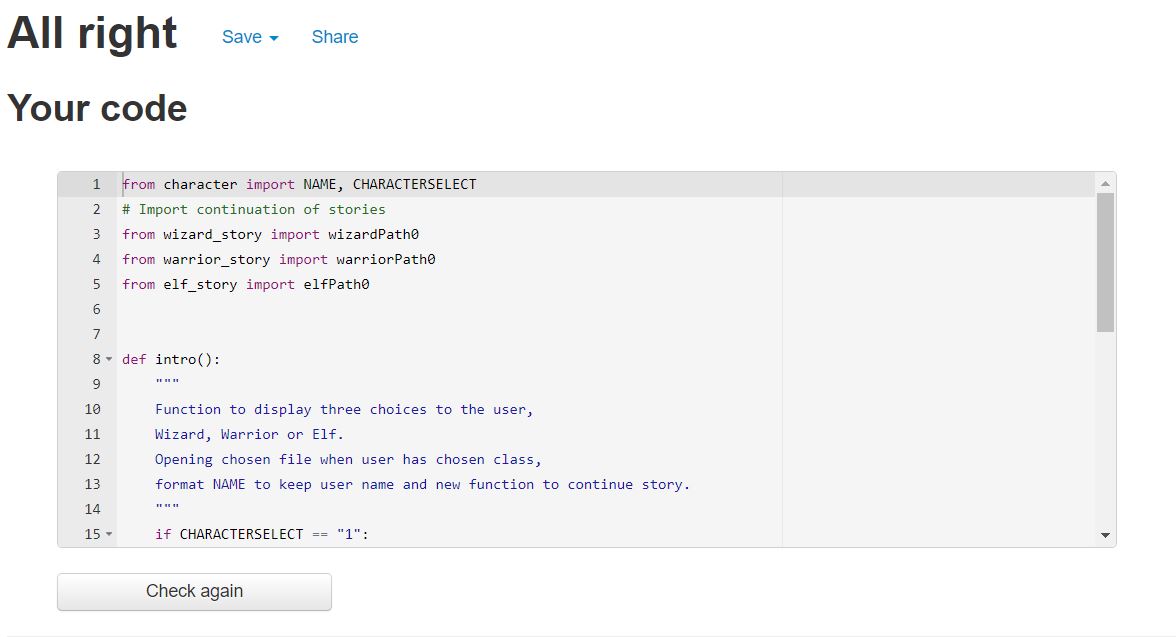 All right Save Share
Your code
1 from character import NAME, CHARACTERSELECT
2 # Import continuation of stories
3 from wizard_story import wizardPath0
4 from warrior_story import warriorPath0
5 from elf_story import elfPath0
6
7
8 def intro():
9 """
10 Function to display three choices to the user,
11 Wizard, Warrior or Elf.
12 Opening chosen file when user has chosen class,
13 format NAME to keep user name and new function to continue story.
14 """
15 if CHARACTERSELECT == "1":
Check again